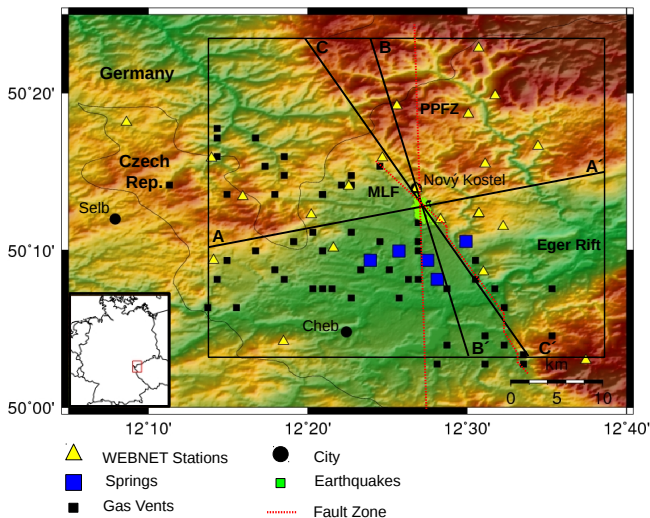 C
B
Germany
50˚20'
PPFZ
Czech
Rep.
A´
Nový Kostel
MLF
Selb
A
50˚10'
Eger Rift
Cheb
B´
C´
km
0 5 10
50˚00'
12˚10' 12˚20' 12˚30' 12˚40'
WEBNET Stations
City
Springs
Earthquakes
Gas Vents
Fault Zone